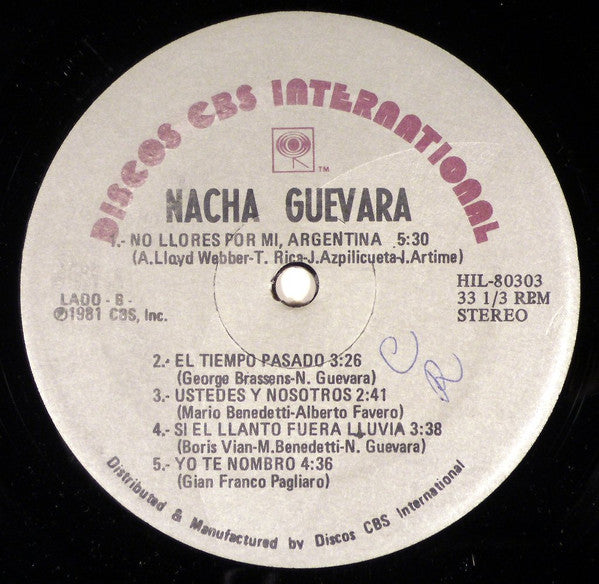 DISCOS CBS INTERNATIONAL
TM
NACHA GUEVARA
1.- NO LLORES POR MI, ARGENTINA 5:30
(A.Lloyd Webber-T. Rica-J.Azpilicueta-I.Artime)
LADO - B -
℗1981 CBS, Inc.
HIL-80303
33 1/3 RPM
STEREO
2.- EL TIEMPO PASADO 3:26
(George Brassens-N. Guevara)
3.- USTEDES Y NOSOTROS 2:41
(Mario Benedetti-Alberto Favero)
4.- SI EL LLANTO FUERA LLUVIA 3:38
(Boris Vian-M.Benedetti-N. Guevara)
5.- YO TE NOMBRO 4:36
(Gian Franco Pagliaro)
CR
Distributed & Manufactured by Discos CBS International